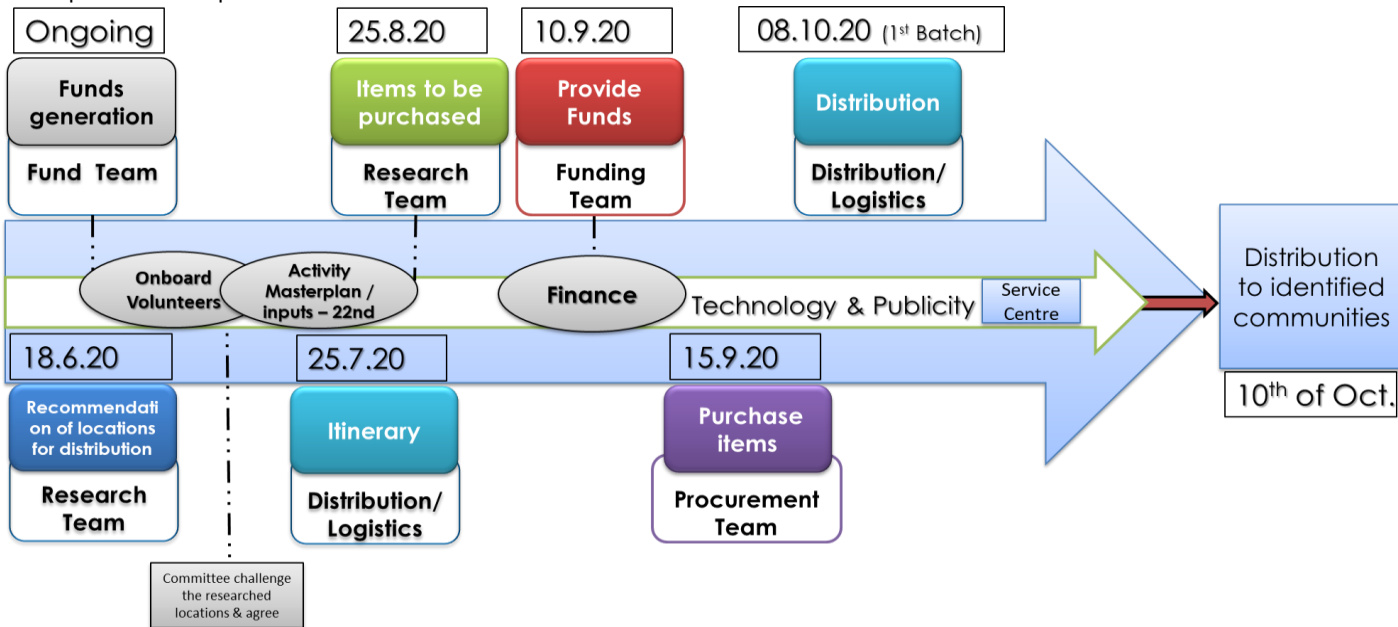 Ongoing
Funds
generation
Fund Team
25.8.20
Items to be
purchased
Research
Team
10.9.20
Provide
Funds
Funding
Team
08.10.20 (1st Batch)
Distribution
Distribution/
Logistics
Onboard
Volunteers
Activity
Masterplan /
inputs – 22nd
Finance
Technology & Publicity
Service
Centre
Distribution
to identified
communities
10th of Oct.
18.6.20
Recommendati
on of locations
for distribution
Research
Team
25.7.20
Itinerary
Distribution/
Logistics
15.9.20
Purchase
items
Procurement
Team
Committee challenge
the researched
locations & agree